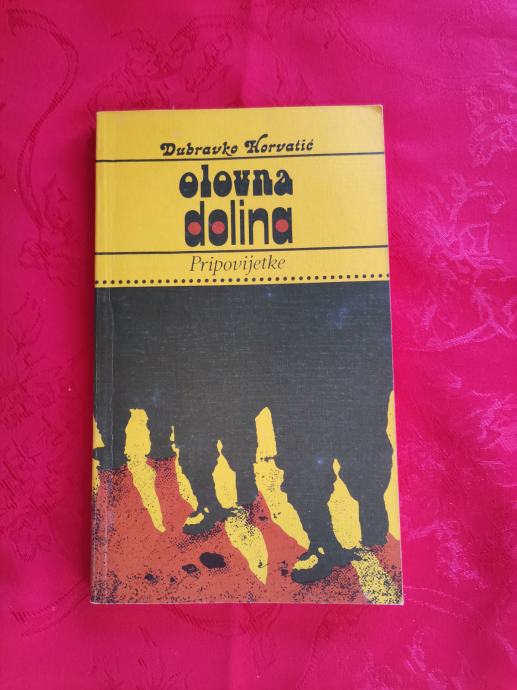 Dubravko Horvatić
olovna
dolina
Pripovijetke